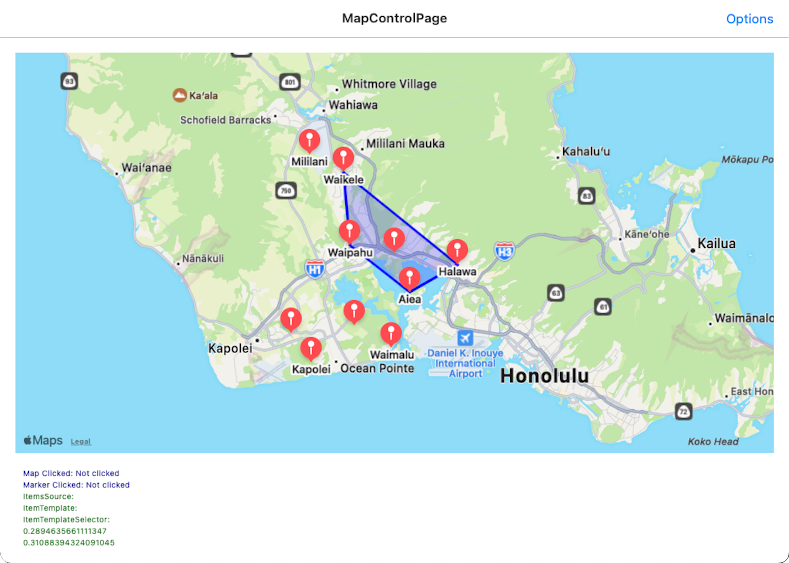 MapControlPage
Options
93
801
Whitmore Village
Kaʻala
Wahiawa
Schofield Barracks
Mililani Mauka
Mililani
Kahaluʻu
Mōkapu Po
Waiʻanae
Waikele
750
83
Kāneʻohe
Kailua
Waipahu
H3
Nānākuli
H1
Halawa
Aiea
63
61
Waimānalo
Kapolei
Waimalu
Daniel K. Inouye
International
Airport
Kapolei
Ocean Pointe
Honolulu
East Hon
72
Koko Head
Maps
Legal
Map Clicked: Not clicked
Marker Clicked: Not clicked
ItemsSource:
ItemTemplate:
ItemTemplateSelector:
0.2894635661111347
0.31088394324091045